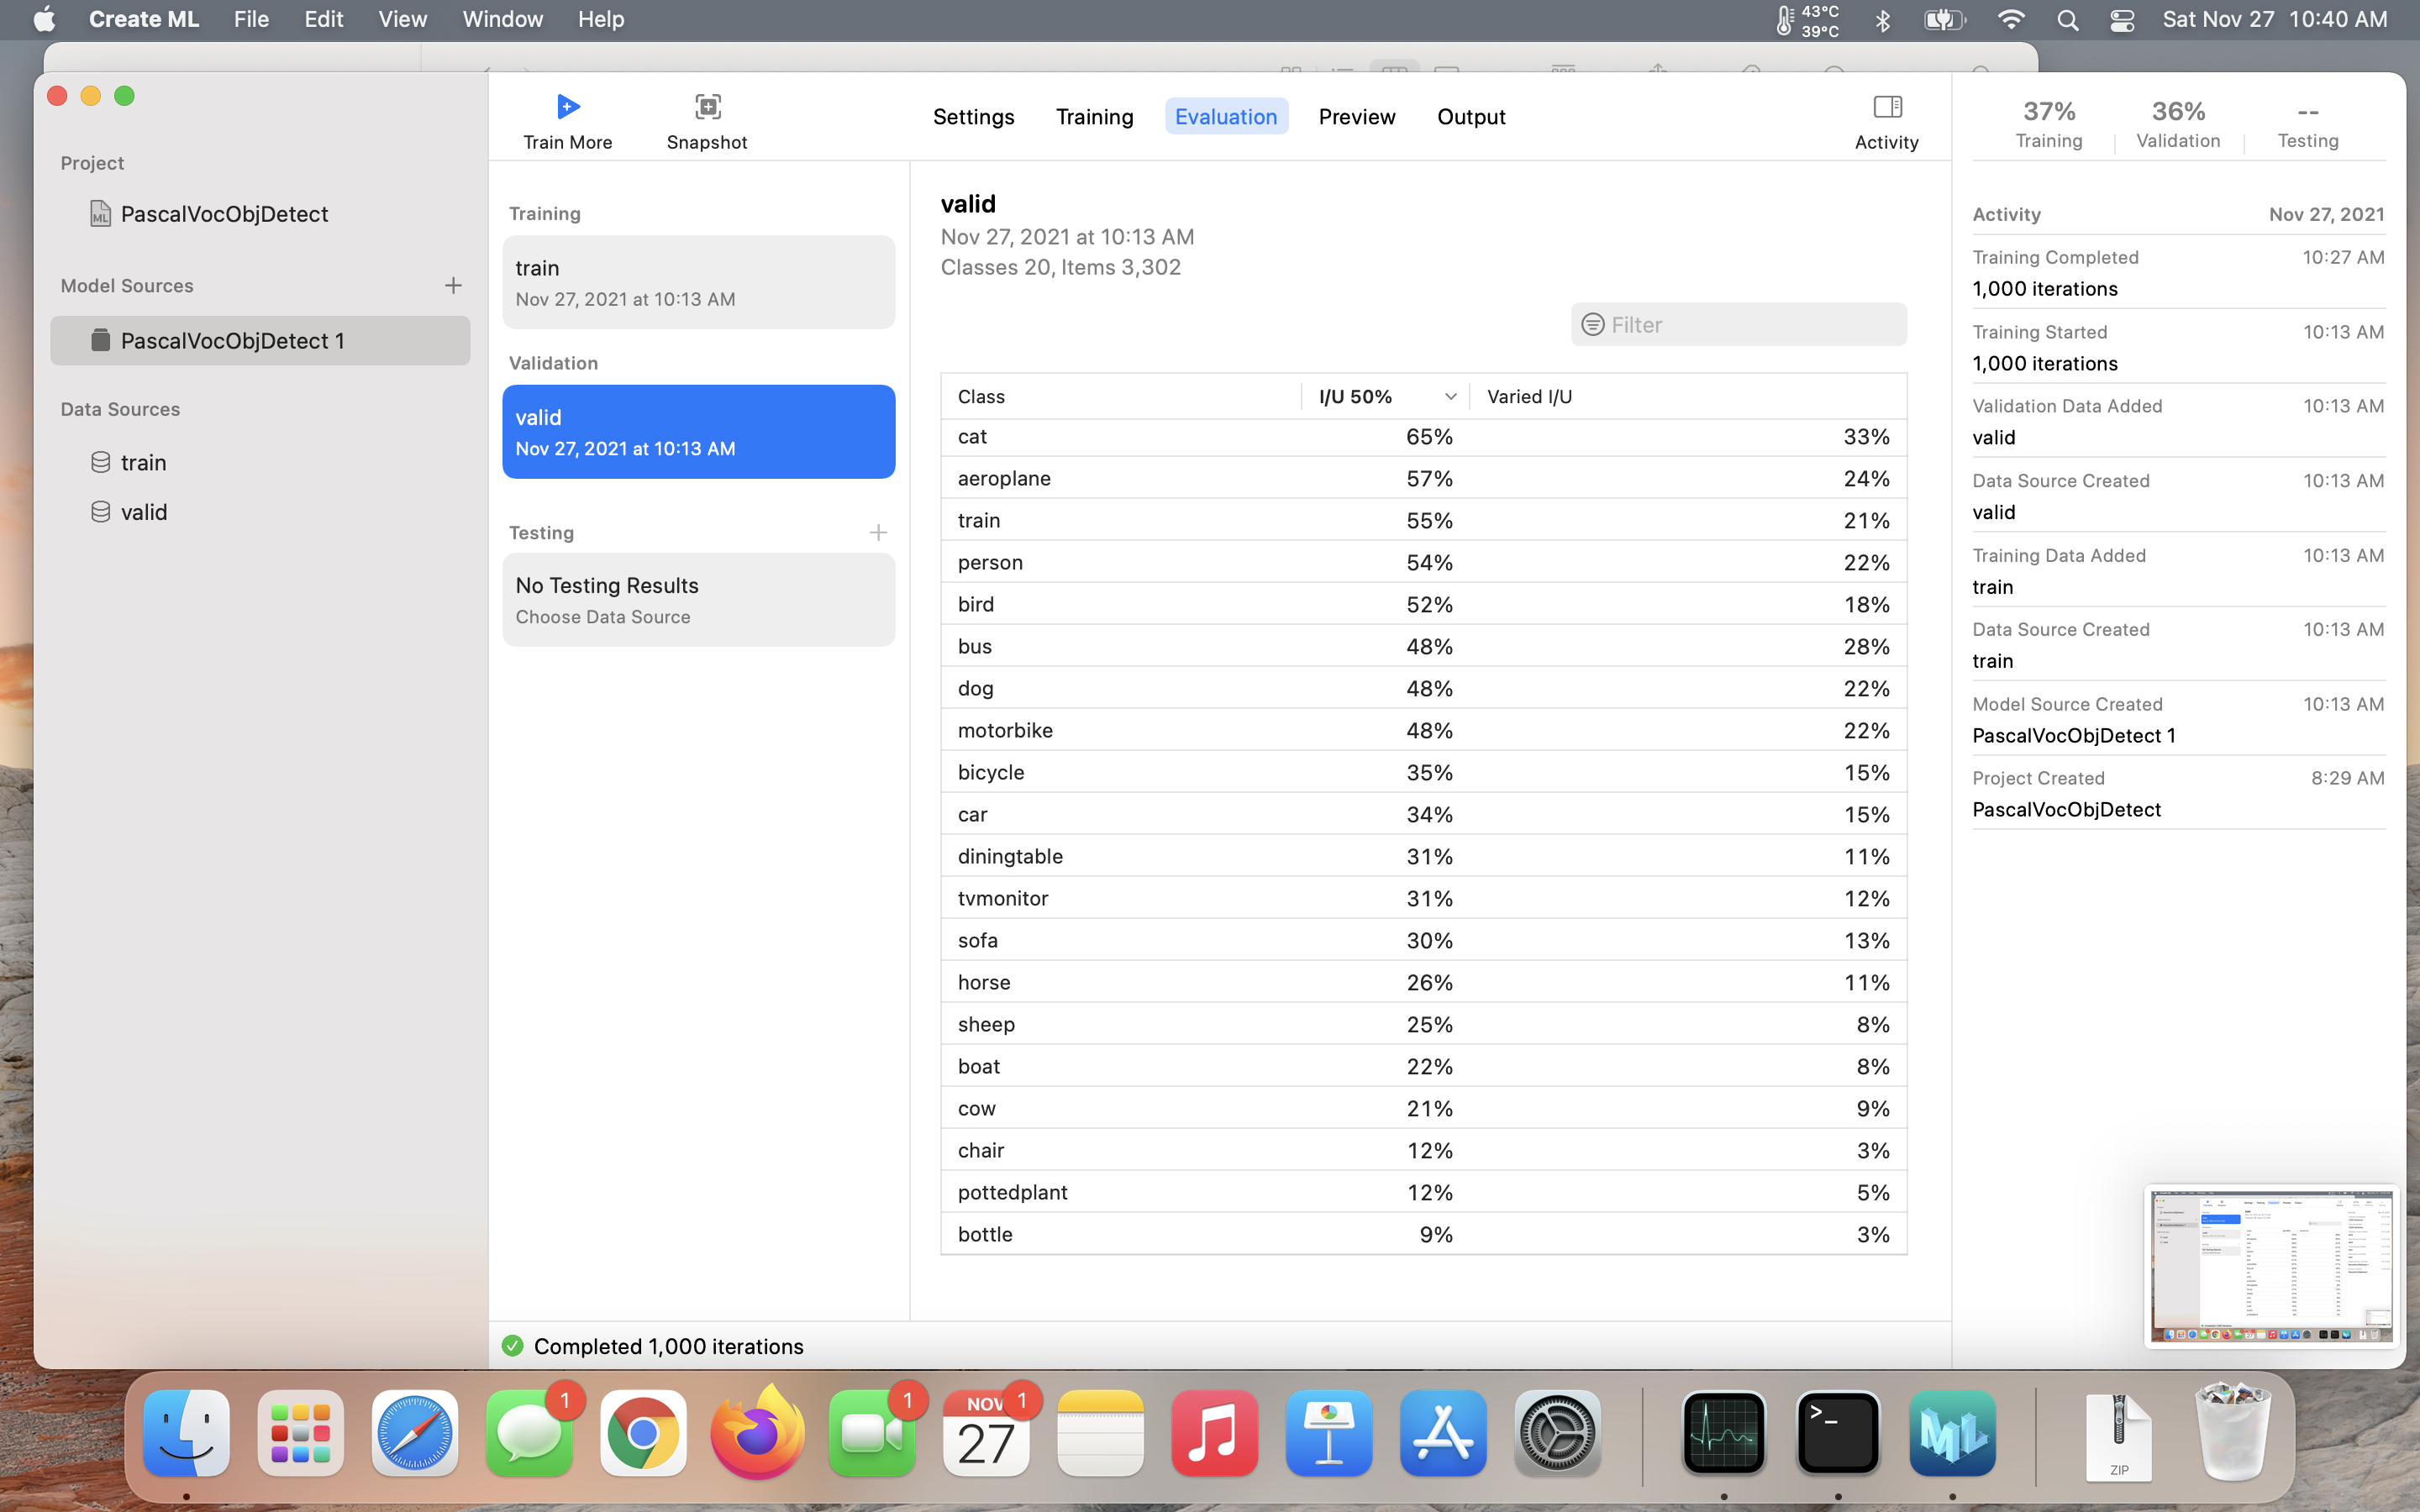 Create ML File Edit View Window Help 43°C 39°C Sat Nov 27 10:40 AM
Train More
Snapshot
Settings Training Evaluation Preview Output
Activity
Project
PascalVocObjDetect
Model Sources
PascalVocObjDetect 1
Data Sources
train
valid
Training
train
Nov 27, 2021 at 10:13 AM
Validation
valid
Nov 27, 2021 at 10:13 AM
Testing
No Testing Results
Choose Data Source
valid
Nov 27, 2021 at 10:13 AM
Classes 20, Items 3,302
Filter
Class I/U 50% Varied I/U
cat 65% 33%
aeroplane 57% 24%
train 55% 21%
person 54% 22%
bird 52% 18%
bus 48% 28%
dog 48% 22%
motorbike 48% 22%
bicycle 35% 15%
car 34% 15%
diningtable 31% 11%
tvmonitor 31% 12%
sofa 30% 13%
horse 26% 11%
sheep 25% 8%
boat 22% 8%
cow 21% 9%
chair 12% 3%
pottedplant 12% 5%
bottle 9% 3%
Completed 1,000 iterations
37% 36% --
Training Validation Testing
Activity Nov 27, 2021
Training Completed 10:27 AM
1,000 iterations
Training Started 10:13 AM
1,000 iterations
Validation Data Added 10:13 AM
valid
Data Source Created 10:13 AM
valid
Training Data Added 10:13 AM
train
Data Source Created 10:13 AM
train
Model Source Created 10:13 AM
PascalVocObjDetect 1
Project Created 8:29 AM
PascalVocObjDetect
1
1
NOV 1
27
>_
ML
ZIP